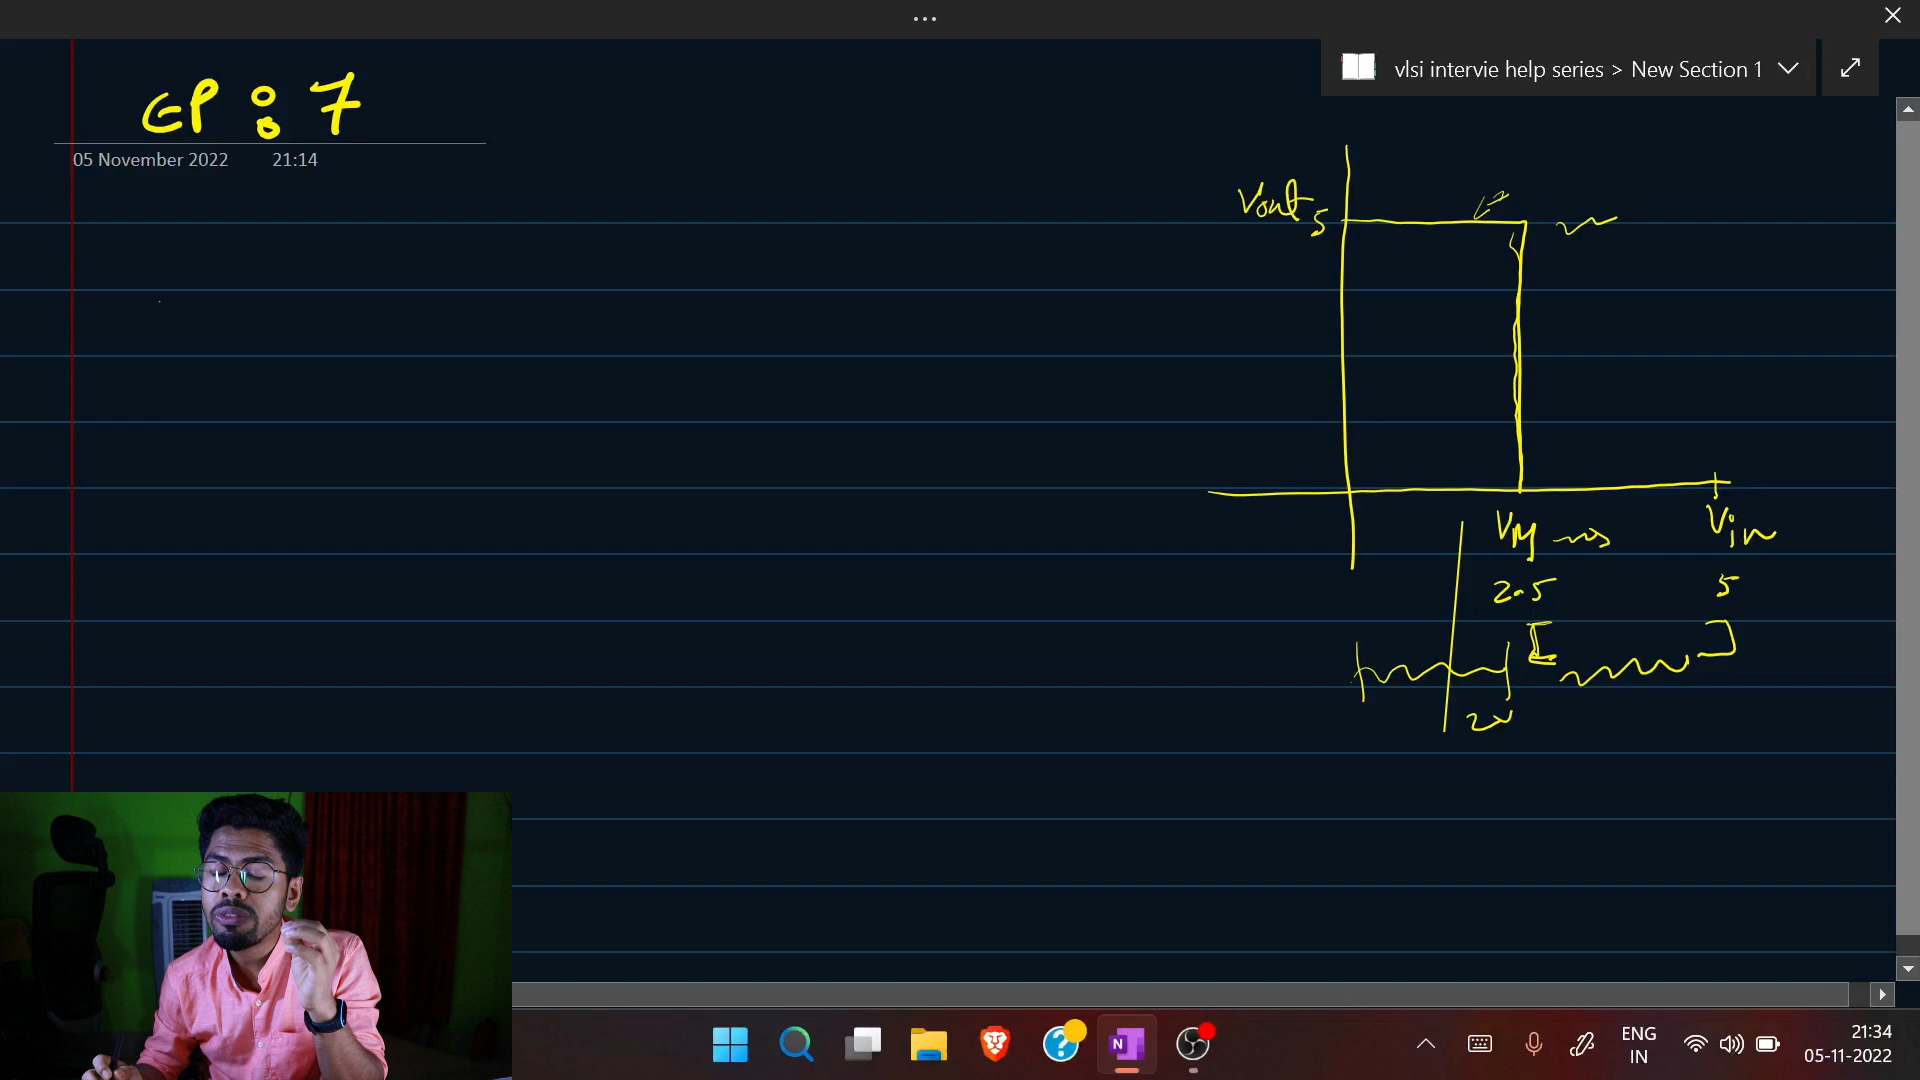 vlsi intervie help series > New Section 1
EP : 7
05 November 2022 21:14
Vout
5
VM
Vin
2.5
5
ENG
IN
21:34
05-11-2022